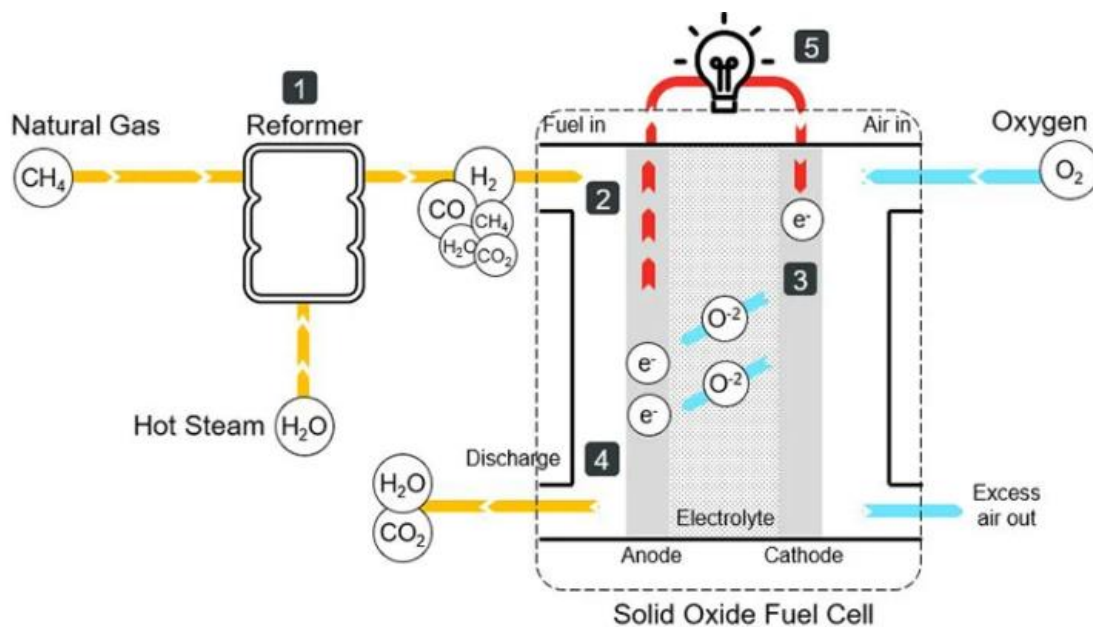 5
1
Natural Gas
Reformer
Fuel in
Air in
Oxygen
CH₄
H₂
O₂
2
CO
CH₄
H₂O
CO₂
e⁻
3
O⁻²
O⁻²
e⁻
e⁻
Hot Steam
H₂O
Discharge
4
H₂O
CO₂
Electrolyte
Excess
air out
Anode
Cathode
Solid Oxide Fuel Cell